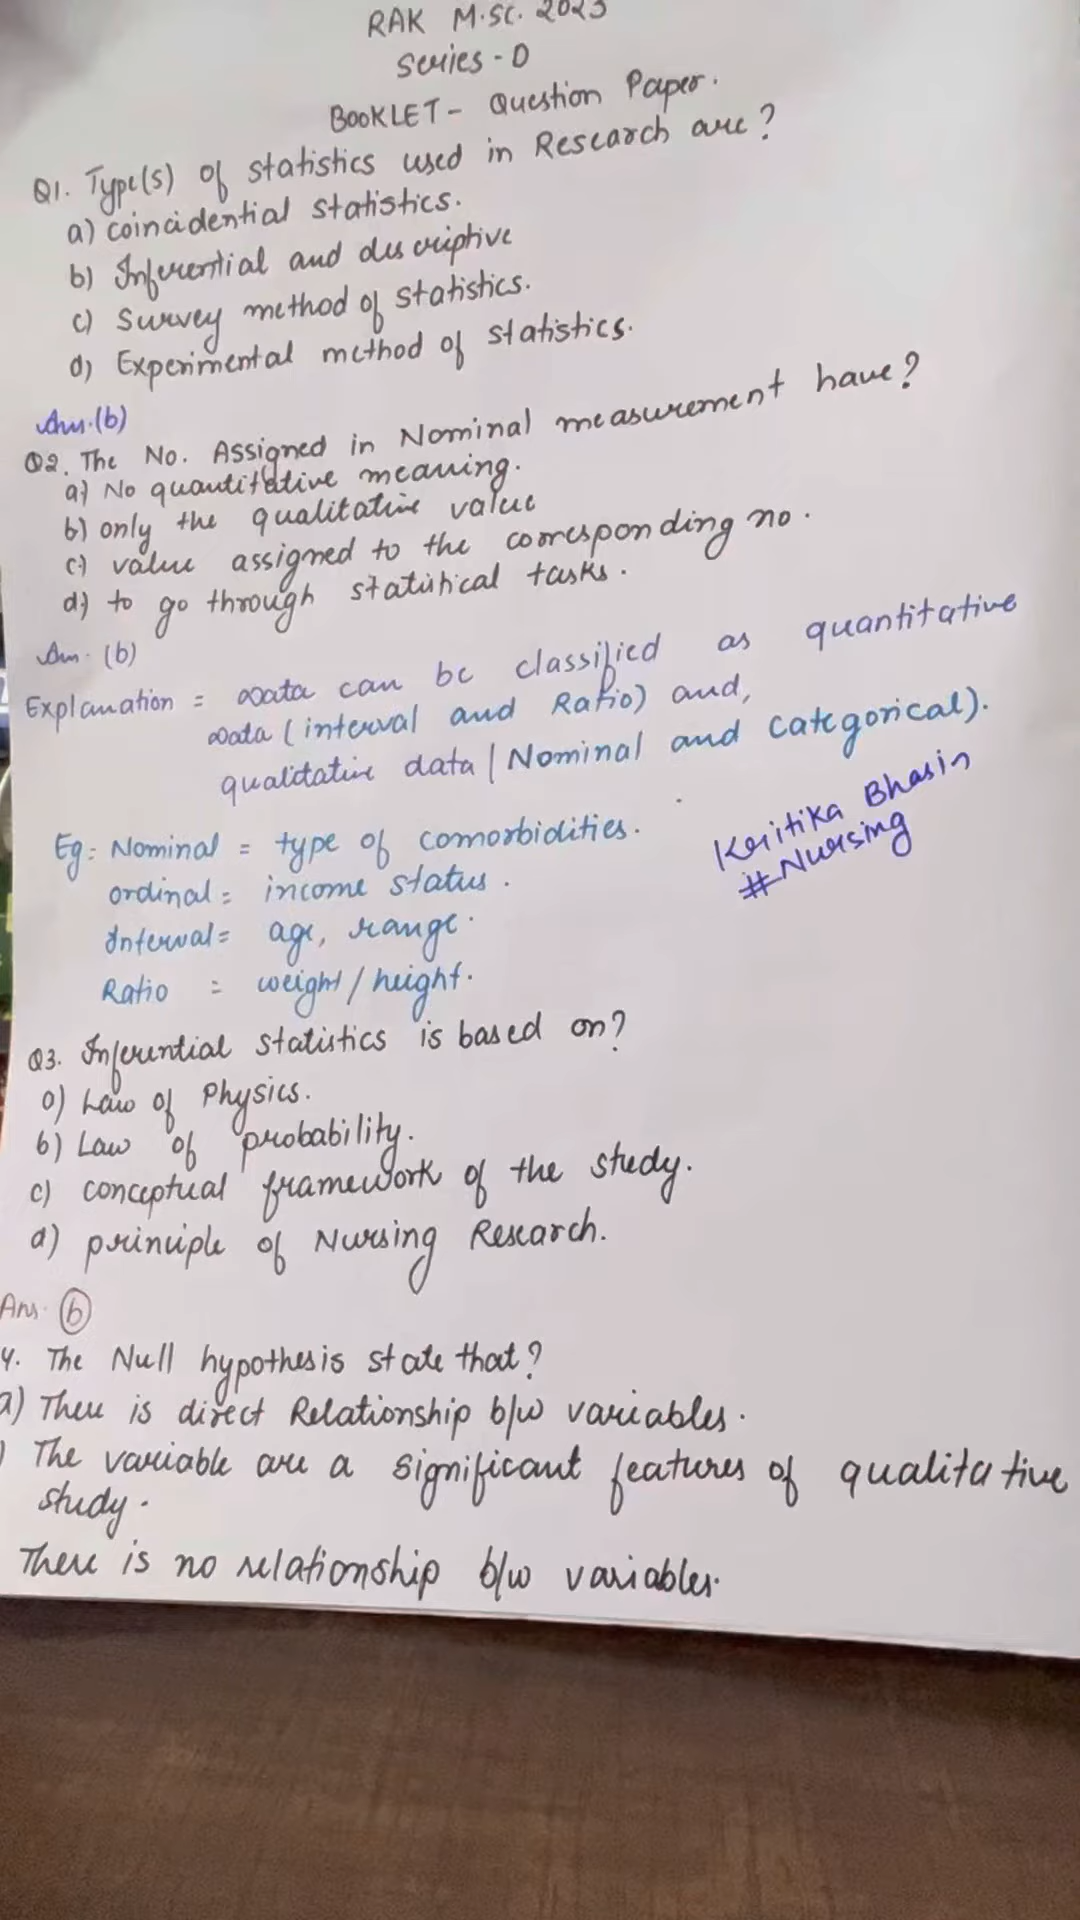 RAK M.Sc. 2023
Series - D
BOOKLET - Question Paper.
Q1. Type(s) of statistics used in Research are?
a) coincidential statistics.
b) Inferential and descriptive
c) Survey method of statistics.
d) Experimental method of statistics.
Ans. (b)
Q2. The No. Assigned in Nominal measurement have?
a) No quantitative meaning.
b) only the qualitative value
c) value assigned to the corresponding no.
d) to go through statistical tasks.
Ans. (b)
Explanation = Data can be classified as quantitative
Data (interval and Ratio) and,
qualitative data (Nominal and categorical).
Kritika Bhasin
#Nursing
Eg: Nominal = type of comorbidities.
ordinal = income status.
Interval = age, range.
Ratio = weight/height.
Q3. Inferential statistics is based on?
a) Law of Physics.
b) Law of probability.
c) conceptual framework of the study.
d) principle of Nursing Research.
Ans. (b)
4. The Null hypothesis state that?
a) There is direct Relationship b/w variables.
) The variable are a significant features of qualitative
study.
There is no relationship b/w variables.